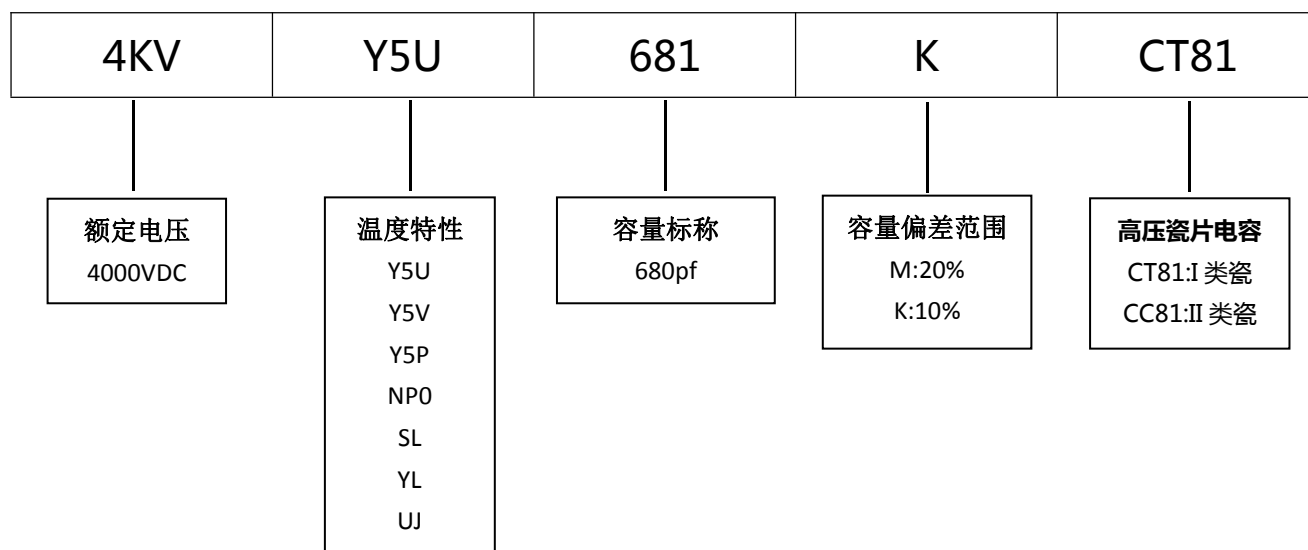 4KV Y5U 681 K CT81
额定电压
4000VDC
温度特性
Y5U
Y5V
Y5P
NP0
SL
YL
UJ
容量标称
680pf
容量偏差范围
M:20%
K:10%
高压瓷片电容
CT81:I 类瓷
CC81:II 类瓷